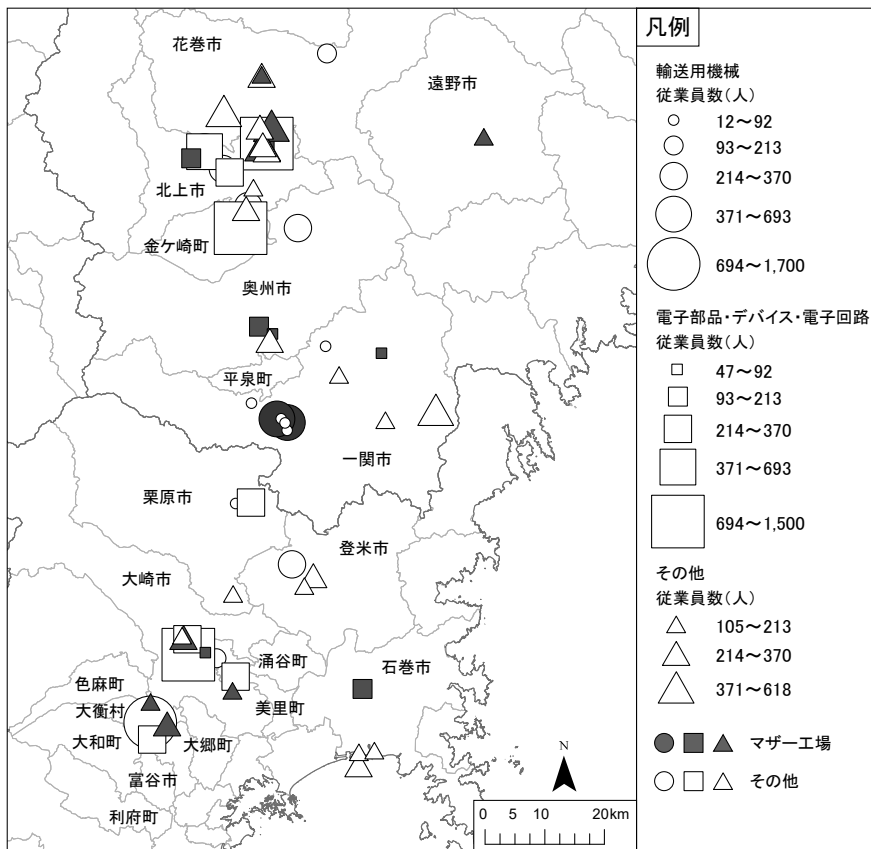 花巻市
遠野市
北上市
金ケ崎町
奥州市
平泉町
一関市
栗原市
登米市
大崎市
涌谷町
石巻市
色麻町
美里町
大衡村
大和町
大郷町
富谷市
利府町
N
0 5 10 20km
凡例
輸送用機械
従業員数(人)
12～92
93～213
214～370
371～693
694～1,700
電子部品・デバイス・電子回路
従業員数(人)
47～92
93～213
214～370
371～693
694～1,500
その他
従業員数(人)
105～213
214～370
371～618
マザー工場
その他